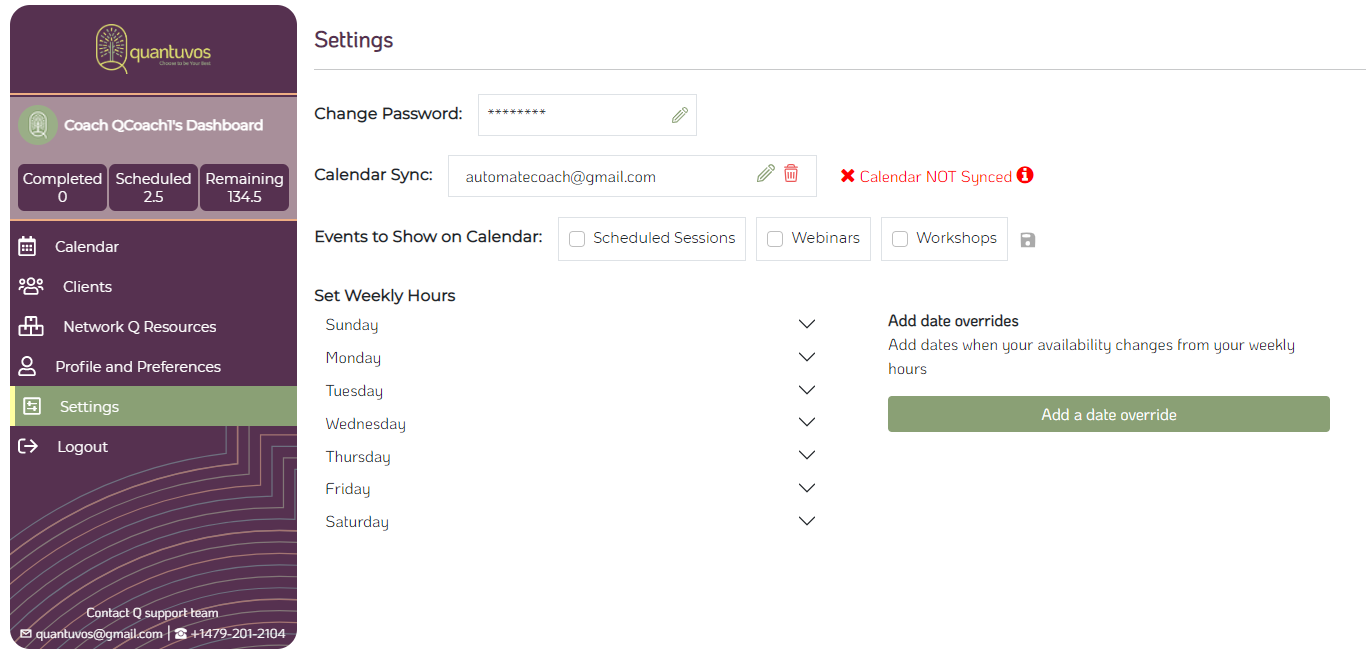 quantuvos
Choose to be Your Best
Coach QCoach1's Dashboard
Completed Scheduled Remaining
0 2.5 134.5
Calendar
Clients
Network Q Resources
Profile and Preferences
Settings
Logout
Contact Q support team
quantuvos@gmail.com | +1479-201-2104
Settings
Change Password: ********
Calendar Sync: automatecoach@gmail.com Calendar NOT Synced
Events to Show on Calendar: Scheduled Sessions Webinars Workshops
Set Weekly Hours
Sunday
Monday
Tuesday
Wednesday
Thursday
Friday
Saturday
Add date overrides
Add dates when your availability changes from your weekly
hours
Add a date override